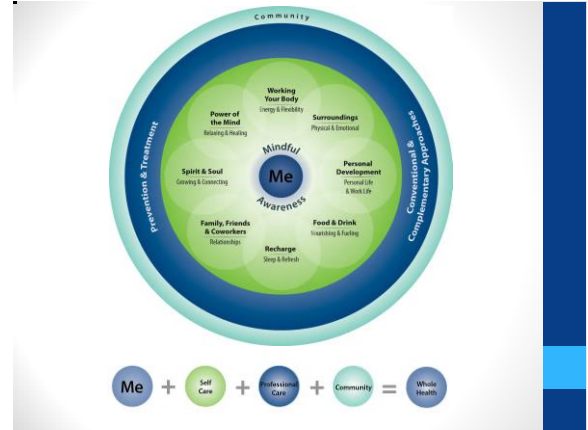 Community
Working
Your Body
Energy & Flexibility
Surroundings
Physical & Emotional
Personal
Development
Personal Life
& Work Life
Food & Drink
Nourishing & Fueling
Recharge
Sleep & Refresh
Family, Friends
& Coworkers
Relationships
Spirit & Soul
Growing & Connecting
Power of
the Mind
Relaxing & Healing
Mindful
Me
Awareness
Prevention & Treatment
Conventional &
Complementary Approaches
Me + Self
Care + Professional
Care + Community = Whole
Health